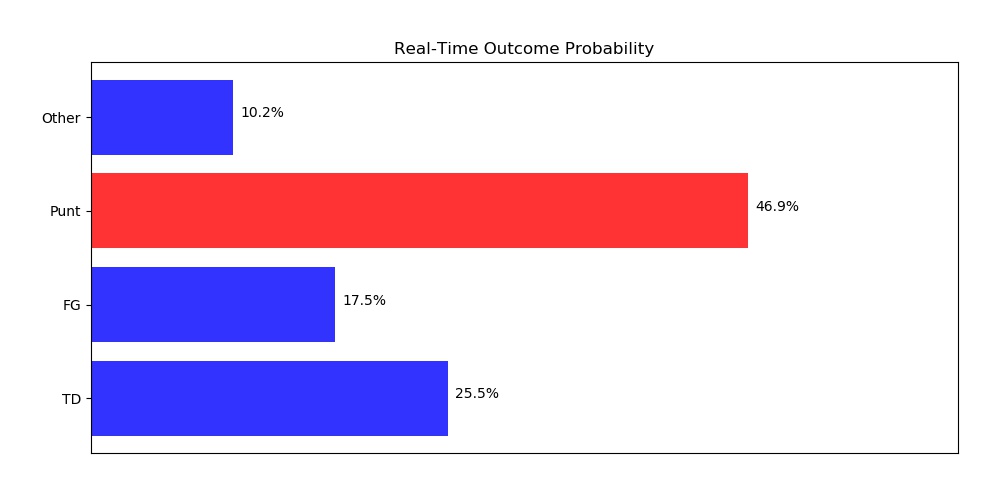 Real-Time Outcome Probability
Other
10.2%
Punt
46.9%
FG
17.5%
TD
25.5%